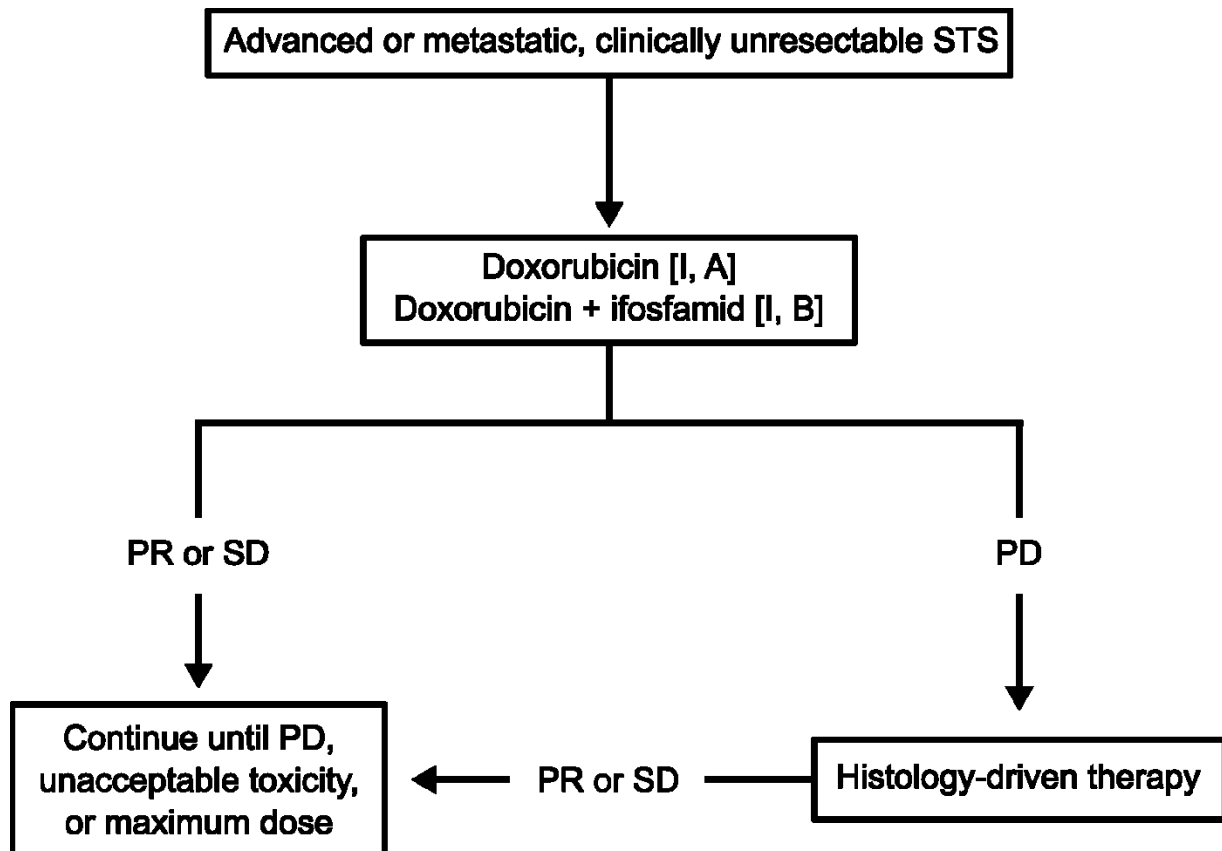 Advanced or metastatic, clinically unresectable STS
Doxorubicin [I, A]
Doxorubicin + ifosfamid [I, B]
PR or SD
PD
Continue until PD,
unacceptable toxicity,
or maximum dose
PR or SD
Histology-driven therapy